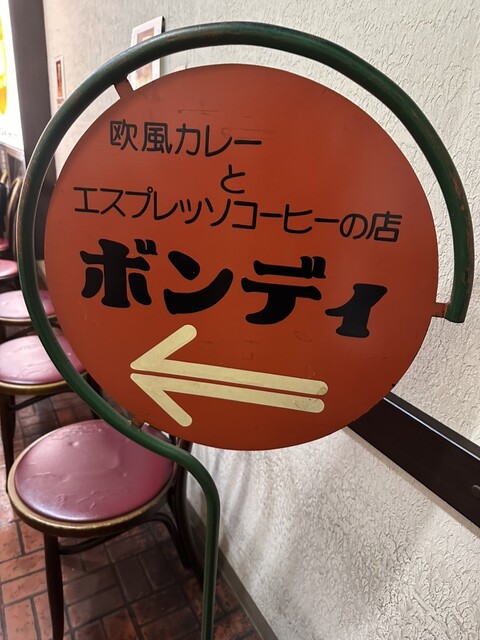 欧風カレー
と
エスプレッソコーヒーの店
ボンディ